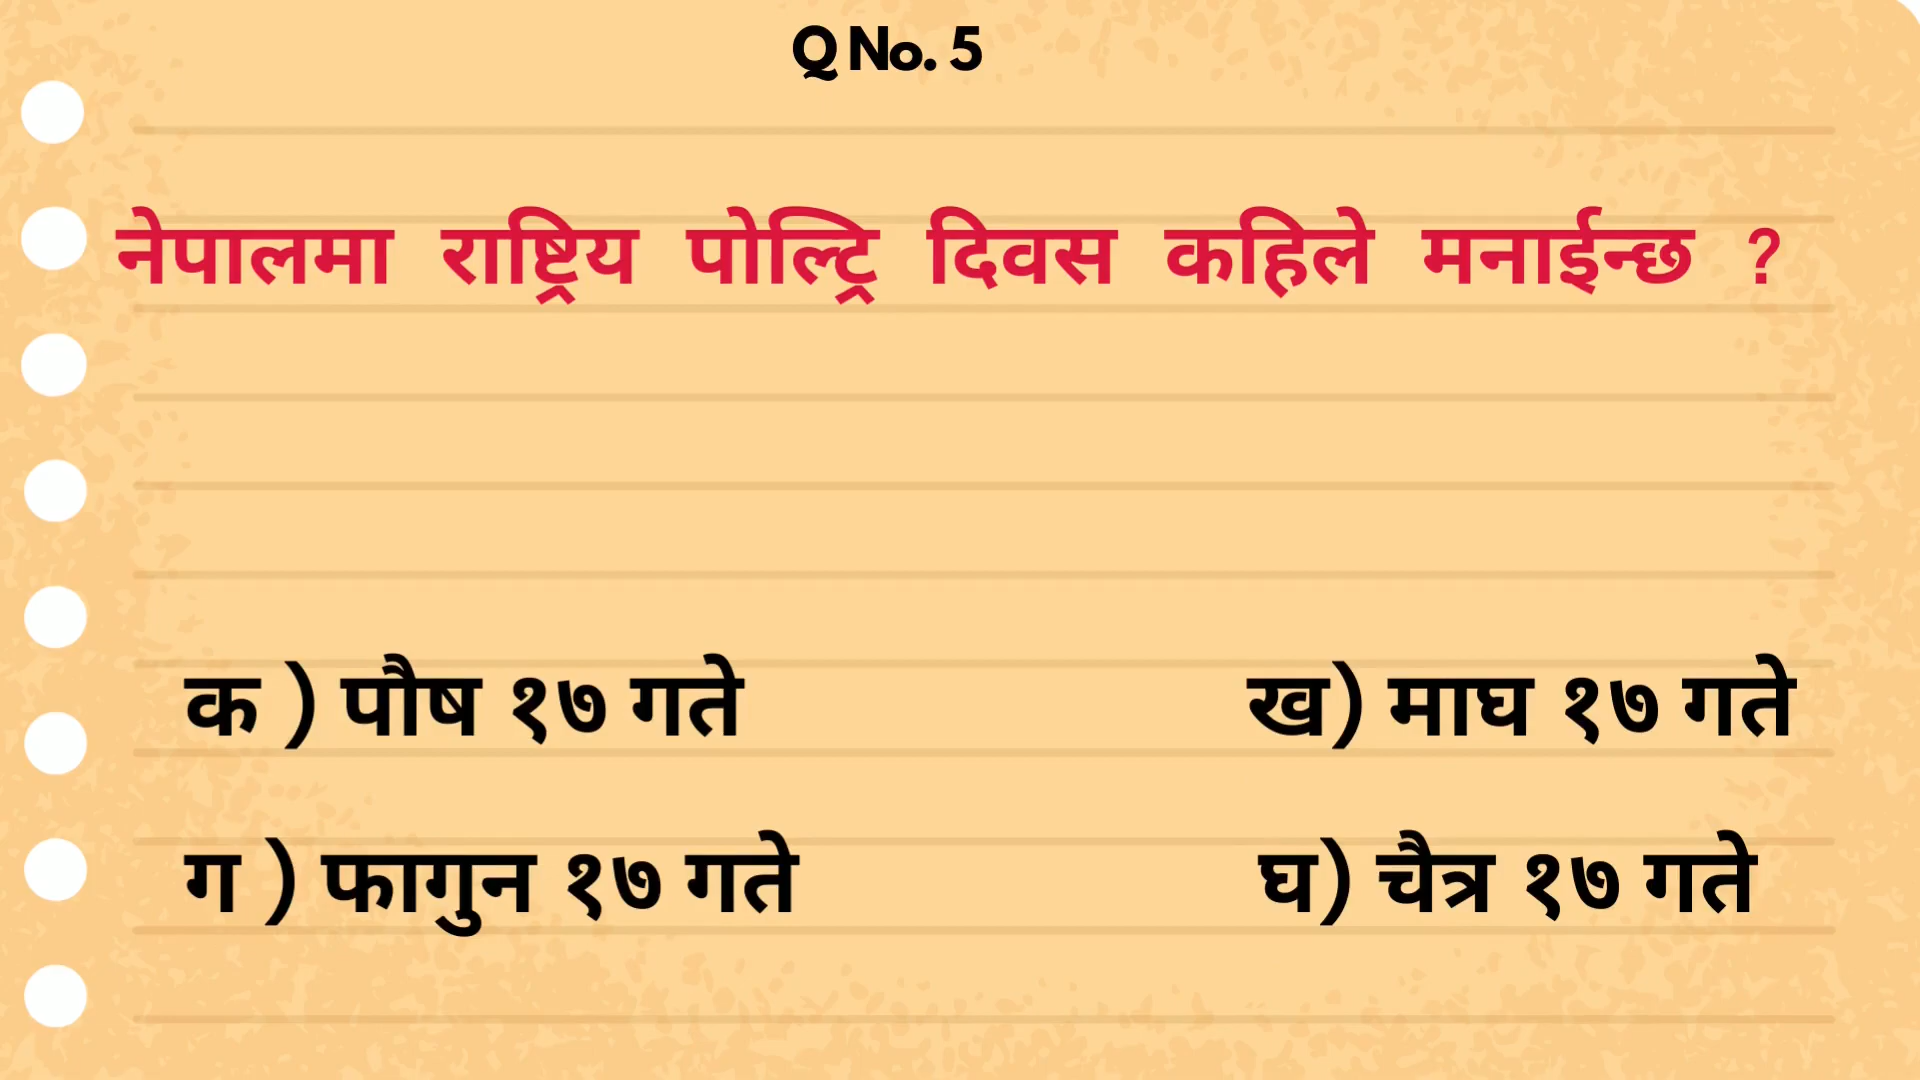 Q No. 5
नेपालमा राष्ट्रिय पोल्ट्रि दिवस कहिले मनाईन्छ ?
क ) पौष १७ गते
ख) माघ १७ गते
ग ) फागुन १७ गते
घ) चैत्र १७ गते